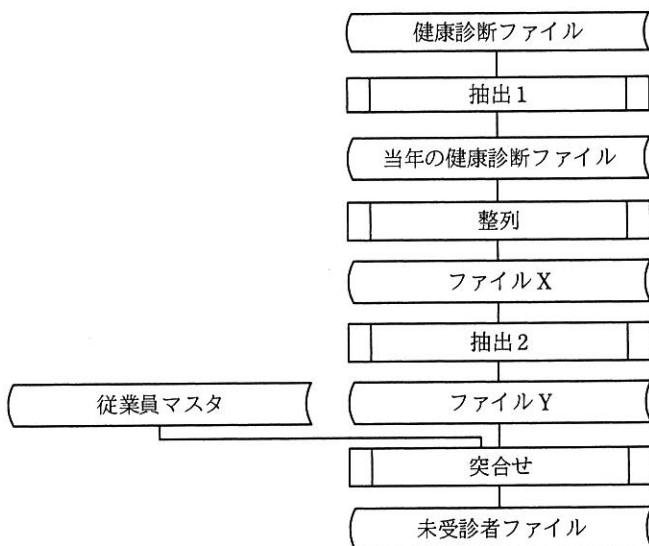 健康診断ファイル
抽出1
当年の健康診断ファイル
整列
ファイルX
抽出2
従業員マスタ
ファイルY
突合せ
未受診者ファイル